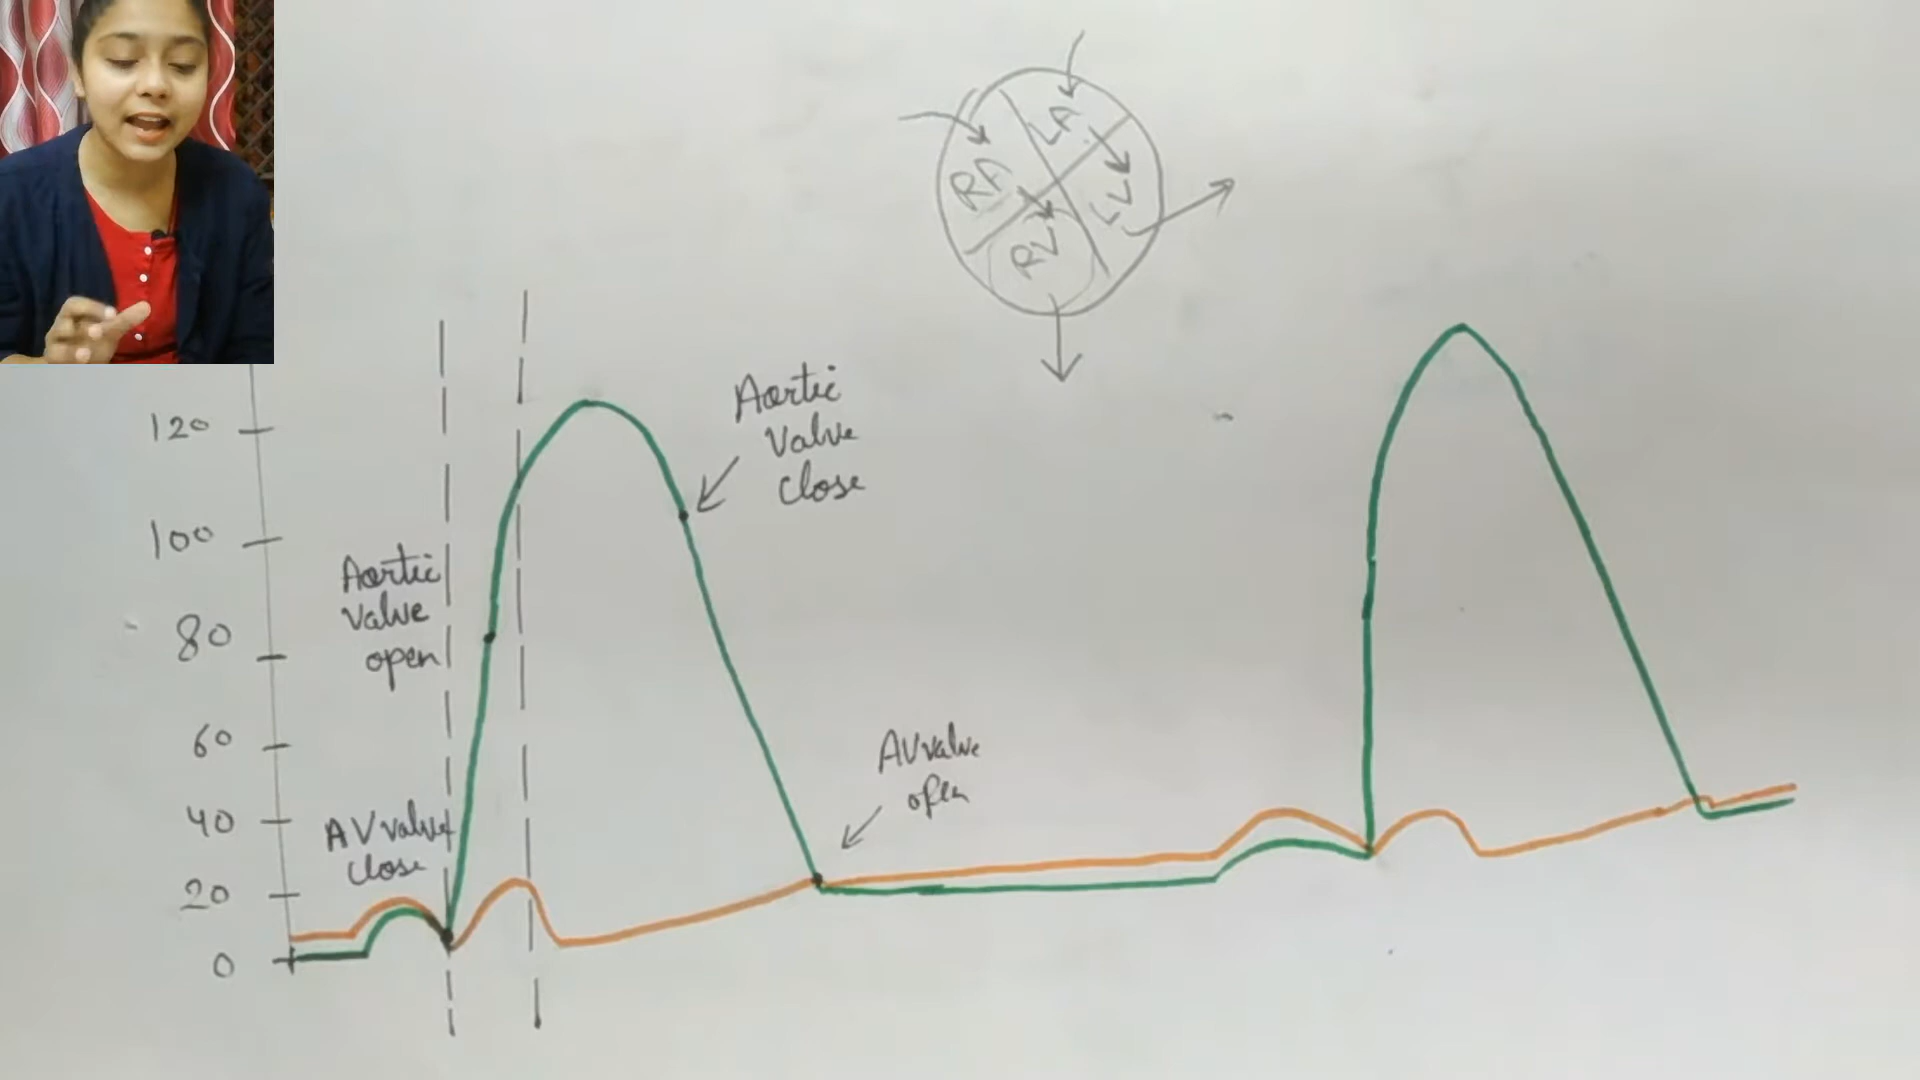 RA
LA
LV
RV
120
100
80
60
40
20
0
Aortic
valve
open
AV valve
close
Aortic
Valve
close
AV valve
open